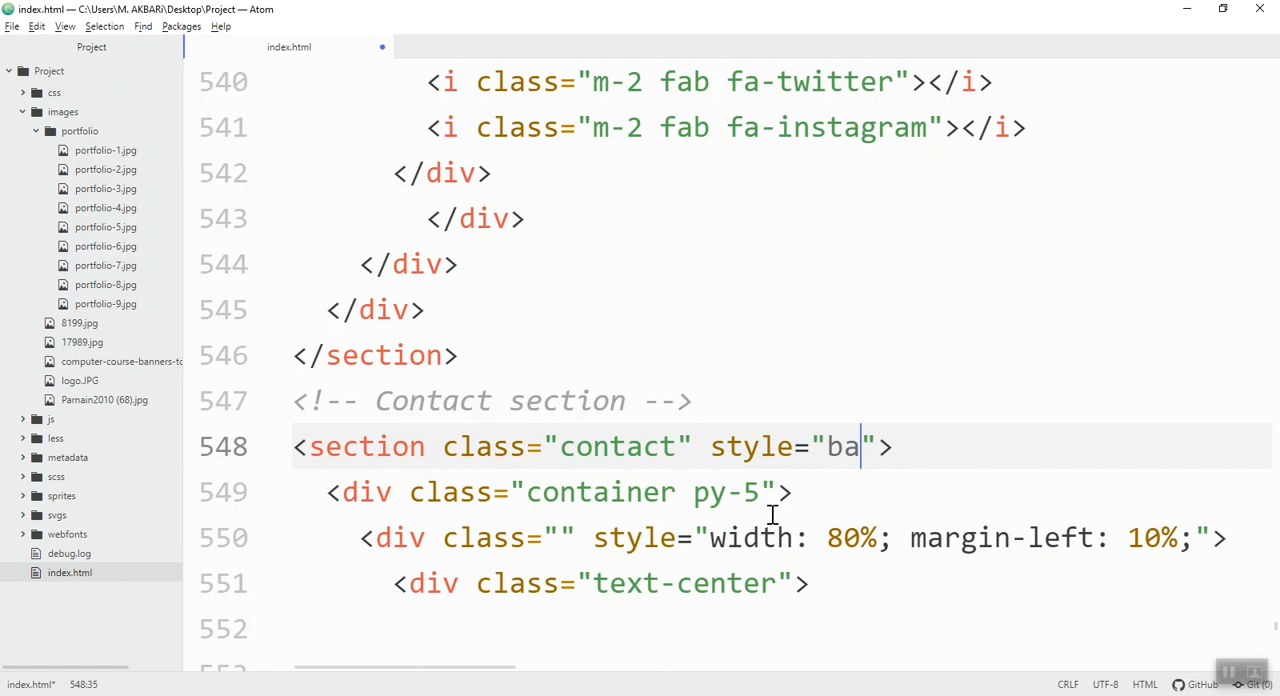 index.html — C:\Users\M. AKBARi\Desktop\Project — Atom
File Edit View Selection Find Packages Help
Project
index.html
Project
css
images
portfolio
portfolio-1.jpg
portfolio-2.jpg
portfolio-3.jpg
portfolio-4.jpg
portfolio-5.jpg
portfolio-6.jpg
portfolio-7.jpg
portfolio-8.jpg
portfolio-9.jpg
8199.jpg
17989.jpg
computer-course-banners-to
logo.JPG
Parnain2010 (68).jpg
js
less
metadata
scss
sprites
svgs
webfonts
debug.log
index.html
540 <i class="m-2 fab fa-twitter"></i>
541 <i class="m-2 fab fa-instagram"></i>
542 </div>
543 </div>
544 </div>
545 </div>
546 </section>
547 <!-- Contact section -->
548 <section class="contact" style="ba">
549 <div class="container py-5">
550 <div class="" style="width: 80%; margin-left: 10%;">
551 <div class="text-center">
552
index.html* 548:35 CRLF UTF-8 HTML GitHub Git (0)